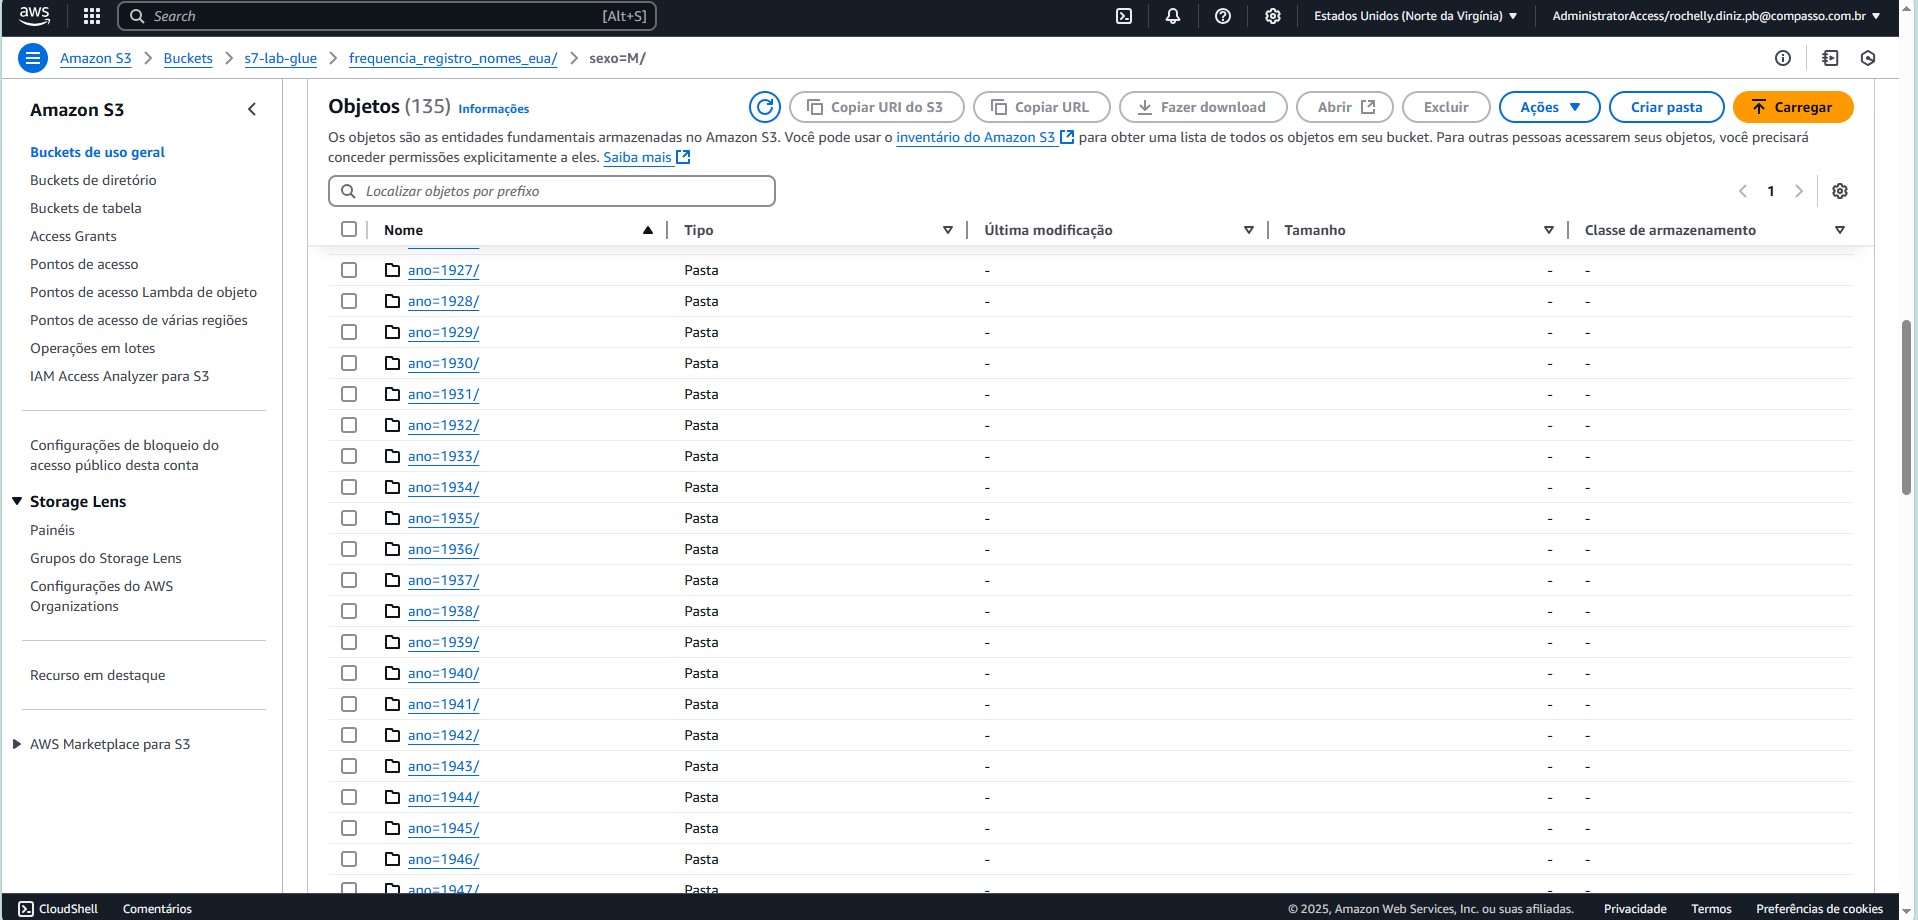 aws
Search [Alt+S]
Estados Unidos (Norte da Virgínia)
AdministratorAccess/rochelly.diniz.pb@compasso.com.br
Amazon S3 > Buckets > s7-lab-glue > frequencia_registro_nomes_eua/ > sexo=M/
Amazon S3
Buckets de uso geral
Buckets de diretório
Buckets de tabela
Access Grants
Pontos de acesso
Pontos de acesso Lambda de objeto
Pontos de acesso de várias regiões
Operações em lotes
IAM Access Analyzer para S3
Configurações de bloqueio do
acesso público desta conta
Storage Lens
Painéis
Grupos do Storage Lens
Configurações do AWS
Organizations
Recurso em destaque
AWS Marketplace para S3
Objetos (135) Informações
Copiar URI do S3
Copiar URL
Fazer download
Abrir
Excluir
Ações
Criar pasta
Carregar
Os objetos são as entidades fundamentais armazenadas no Amazon S3. Você pode usar o inventário do Amazon S3 para obter uma lista de todos os objetos em seu bucket. Para outras pessoas acessarem seus objetos, você precisará
conceder permissões explicitamente a eles. Saiba mais
Localizar objetos por prefixo
1
Nome Tipo Última modificação Tamanho Classe de armazenamento
ano=1927/ Pasta - - -
ano=1928/ Pasta - - -
ano=1929/ Pasta - - -
ano=1930/ Pasta - - -
ano=1931/ Pasta - - -
ano=1932/ Pasta - - -
ano=1933/ Pasta - - -
ano=1934/ Pasta - - -
ano=1935/ Pasta - - -
ano=1936/ Pasta - - -
ano=1937/ Pasta - - -
ano=1938/ Pasta - - -
ano=1939/ Pasta - - -
ano=1940/ Pasta - - -
ano=1941/ Pasta - - -
ano=1942/ Pasta - - -
ano=1943/ Pasta - - -
ano=1944/ Pasta - - -
ano=1945/ Pasta - - -
ano=1946/ Pasta - - -
ano=1947/ Pasta - - -
CloudShell Comentários
© 2025, Amazon Web Services, Inc. ou suas afiliadas. Privacidade Termos Preferências de cookies